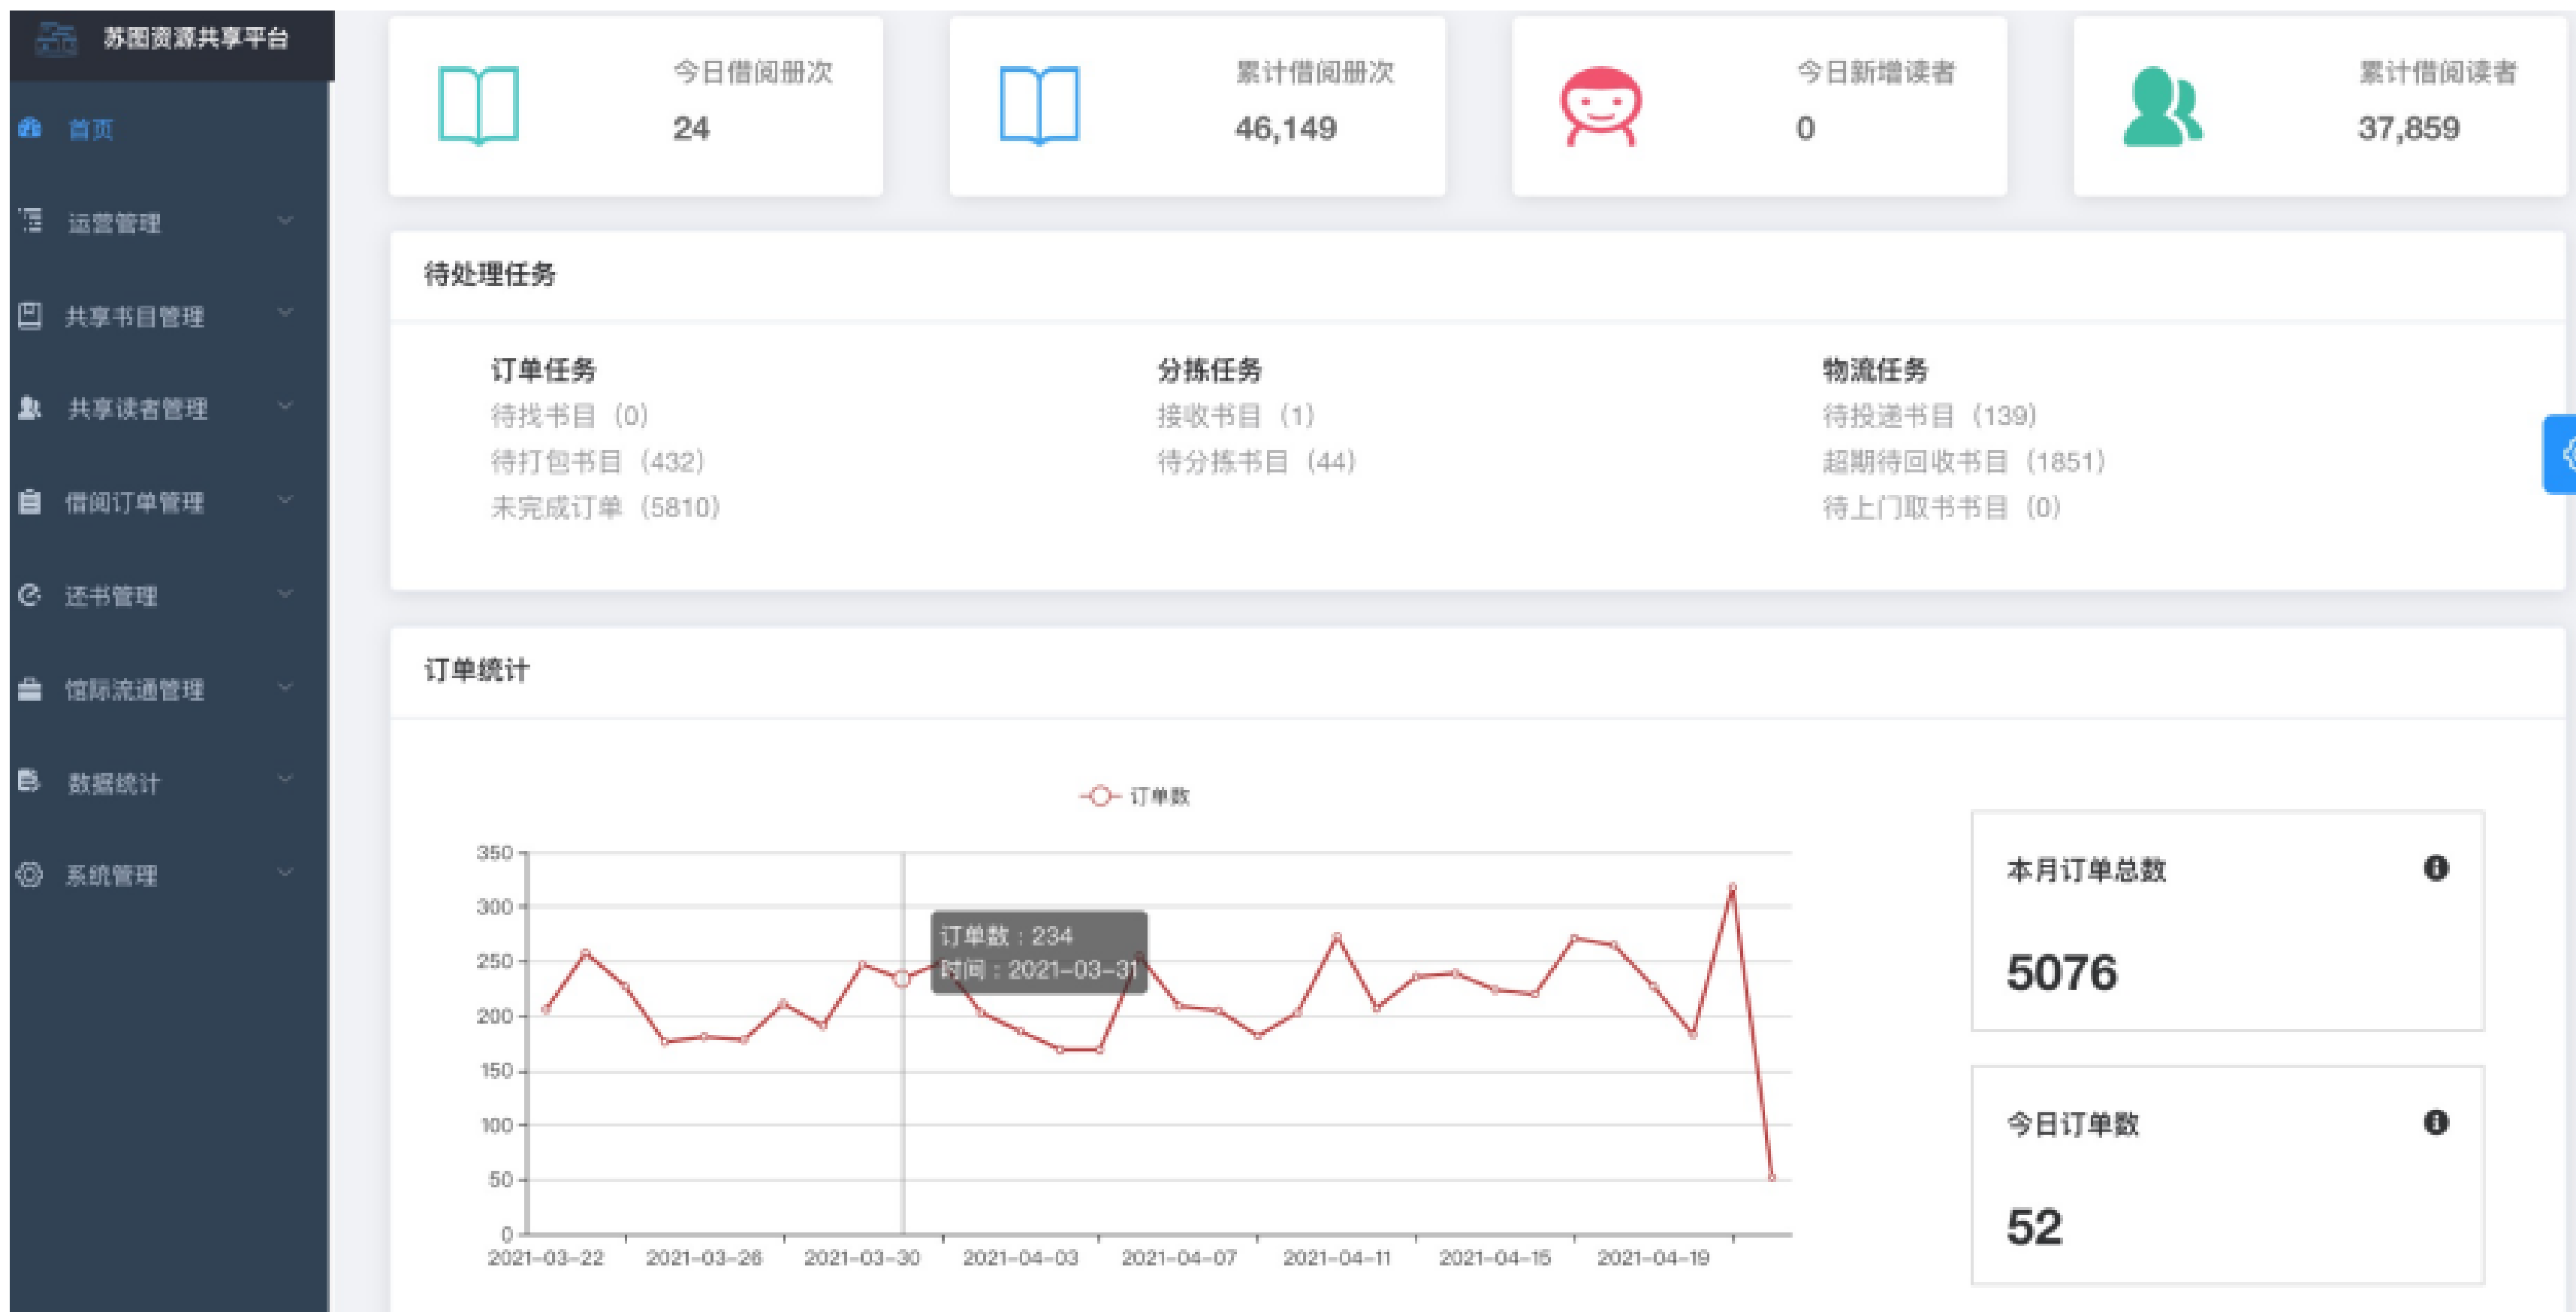 苏图资源共享平台
首页
运营管理
共享书目管理
共享读者管理
借阅订单管理
还书管理
馆际流通管理
数据统计
系统管理
今日借阅册次
24
累计借阅册次
46,149
今日新增读者
0
累计借阅读者
37,859
待处理任务
订单任务
待找书目（0）
待打包书目（432）
未完成订单（5810）
分拣任务
接收书目（1）
待分拣书目（44）
物流任务
待投递书目（139）
超期待回收书目（1851）
待上门取书书目（0）
订单统计
订单数
350
300
250
200
150
100
50
0
订单数：234
时间：2021-03-31
2021-03-22 2021-03-26 2021-03-30 2021-04-03 2021-04-07 2021-04-11 2021-04-15 2021-04-19
本月订单总数
5076
今日订单数
52